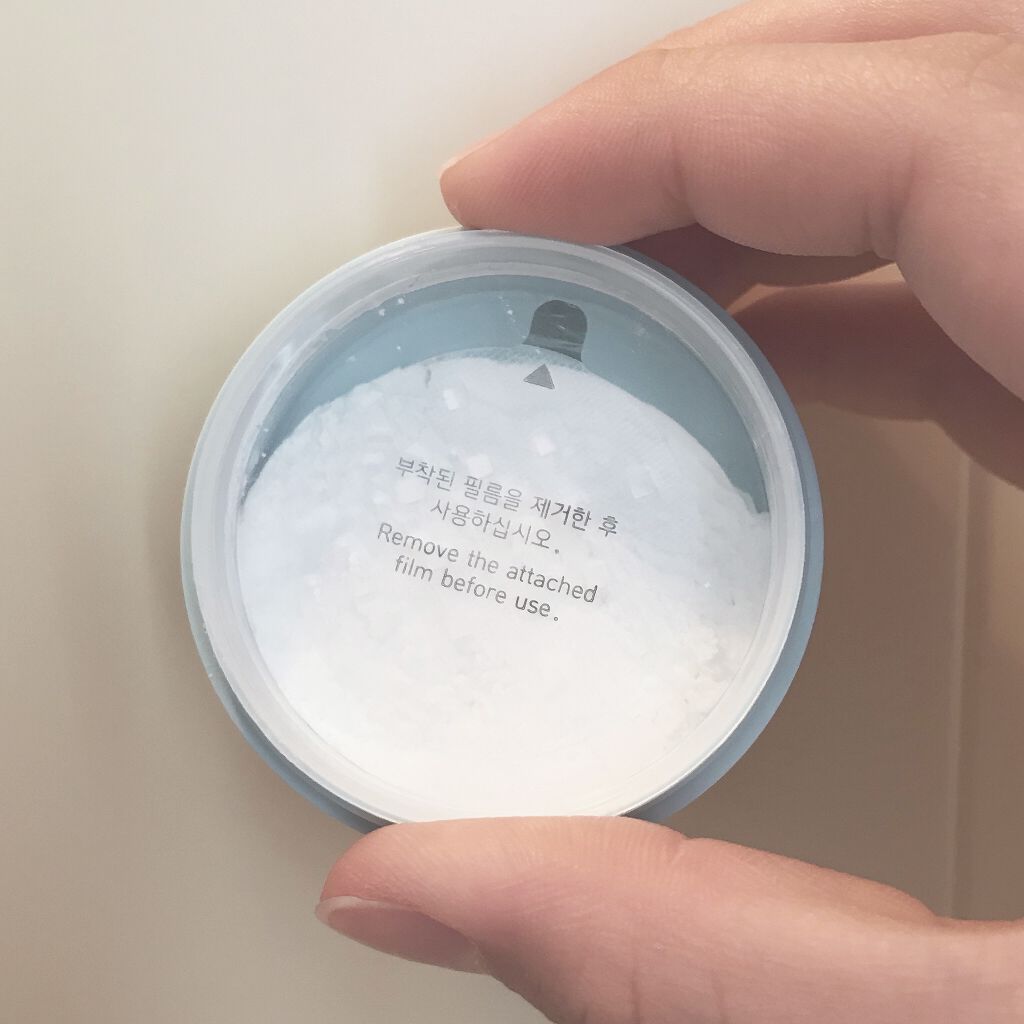 부착된 필름을 제거한 후
사용하십시오.
Remove the attached
film before use.